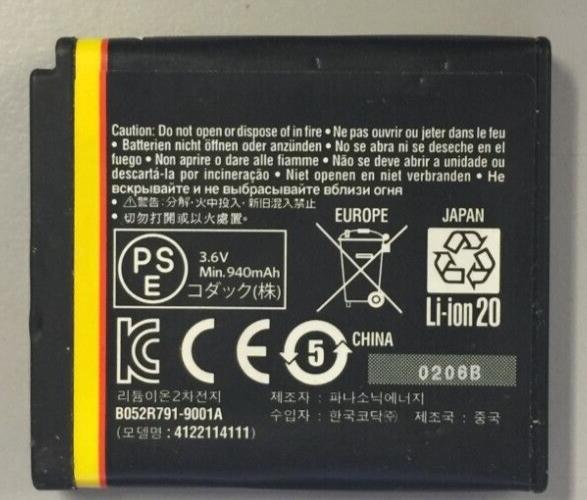 Caution: Do not open or dispose of in fire • Ne pas ouvrir ou jeter dans le feu
• Batterien nicht öffnen oder anzünden • No se abra ni se deseche en el
fuego • Non aprire o dare alle fiamme • Não se deve abrir a unidade ou
descartá-la por incineração • Niet openen en niet verbranden • Не
вскрывайте и не выбрасывайте вблизи огня
• ⚠警告: 分解・火中投入・新旧混入禁止
• 切勿打開或以火處置。
EUROPE
JAPAN
PS
E
3.6V
Min. 940mAh
コダック(株)
Li-ion 20
KC CE 5 CHINA
0206B
리튬이온2차전지
제조자 : 파나소닉에너지
B052R791-9001A
수입자 : 한국코닥㈜ 제조국 : 중국
(모델명 : 4122114111)